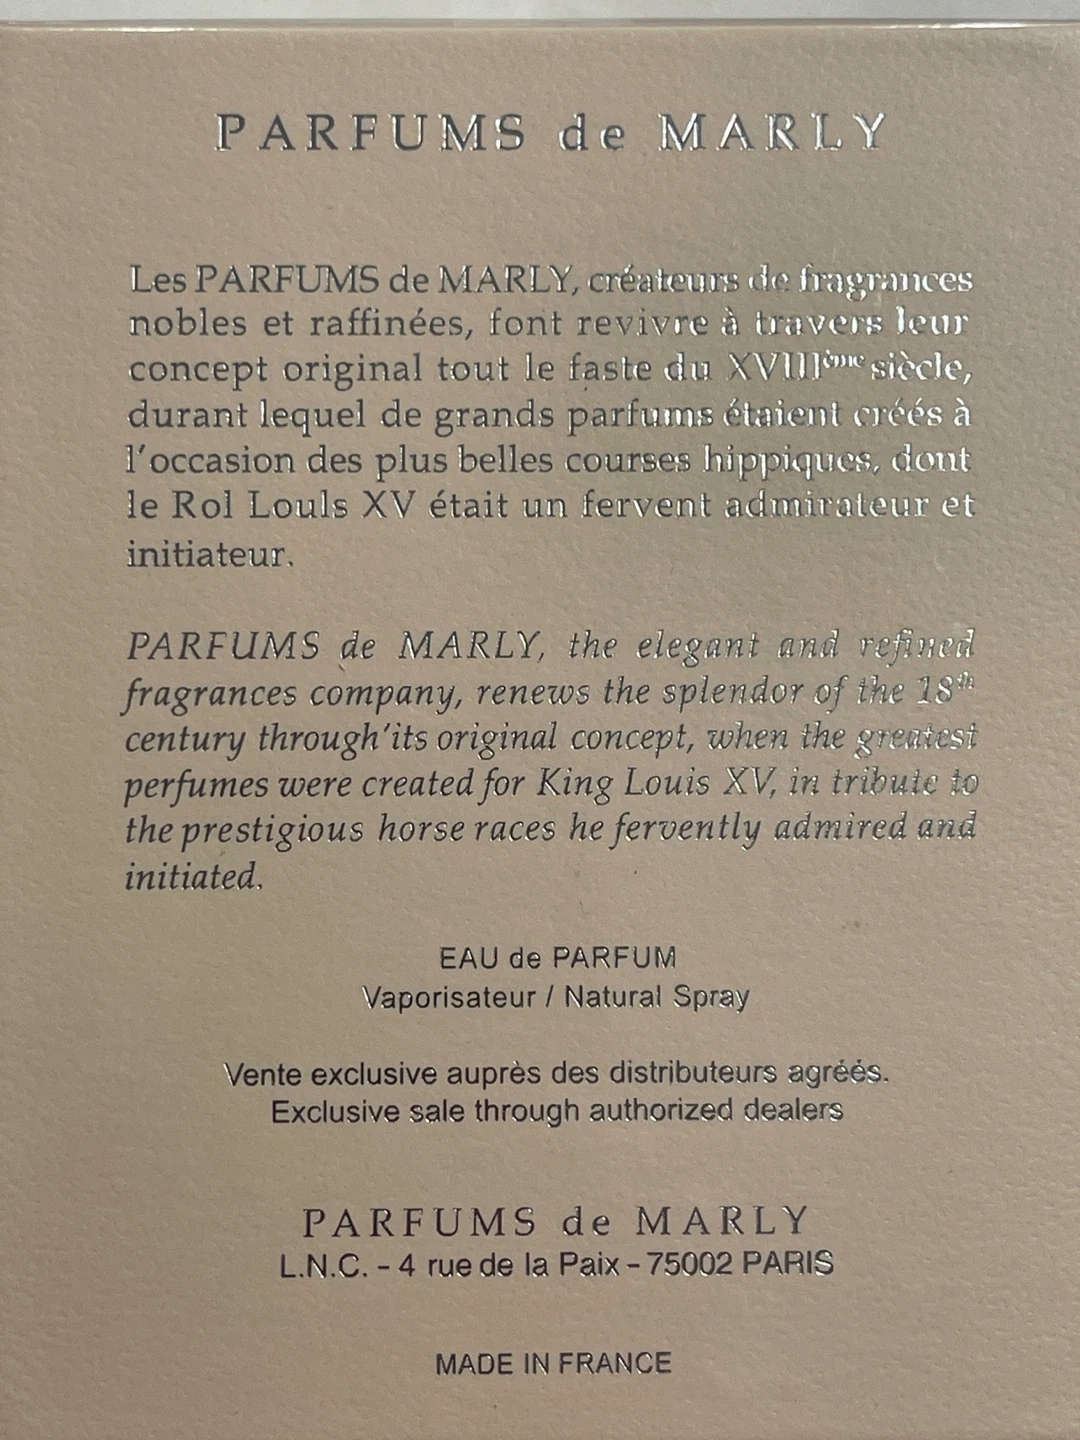 PARFUMS de MARLY
Les PARFUMS de MARLY, créateurs de fragrances
nobles et raffinées, font revivre à travers leur
concept original tout le faste du XVIIIème siècle,
durant lequel de grands parfums étaient créés à
l'occasion des plus belles courses hippiques, dont
le Rol Louls XV était un fervent admirateur et
initiateur.
PARFUMS de MARLY, the elegant and refined
fragrances company, renews the splendor of the 18th
century through'its original concept, when the greatest
perfumes were created for King Louis XV, in tribute to
the prestigious horse races he fervently admired and
initiated.
EAU de PARFUM
Vaporisateur / Natural Spray
Vente exclusive auprès des distributeurs agréés.
Exclusive sale through authorized dealers
PARFUMS de MARLY
L.N.C. - 4 rue de la Paix - 75002 PARIS
MADE IN FRANCE